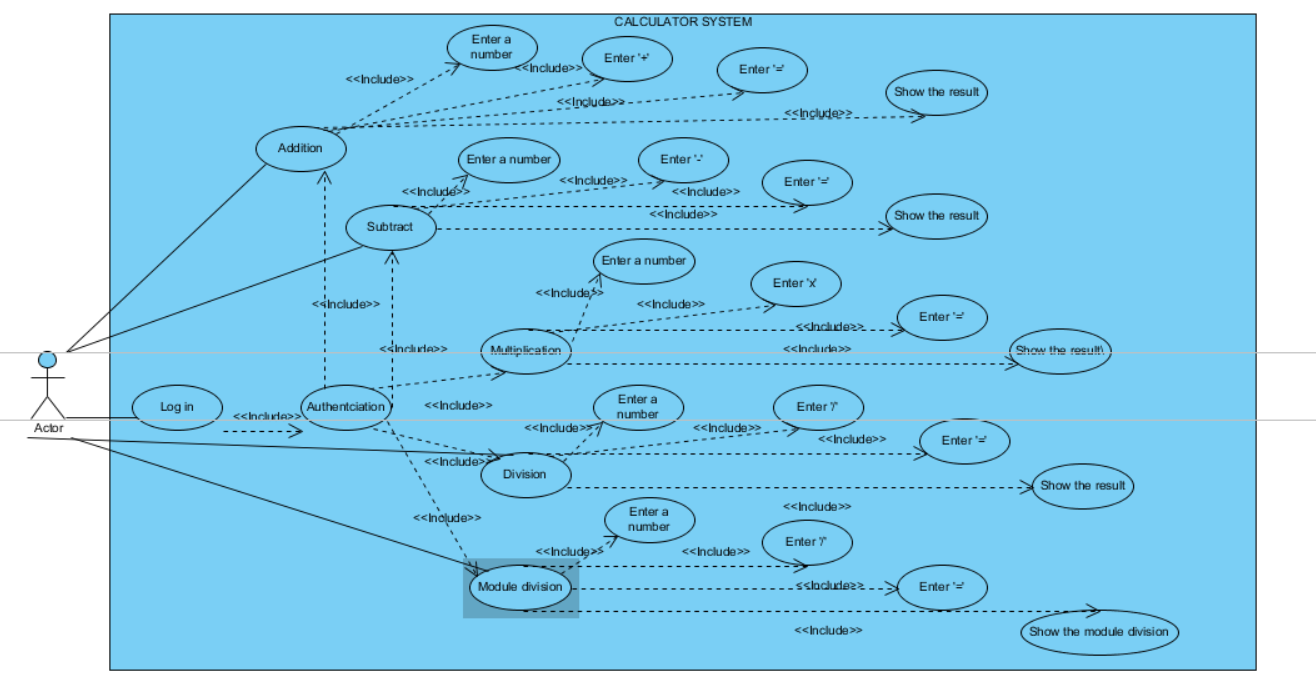 CALCULATOR SYSTEM
Enter a
number
Enter '+'
Enter '='
Show the result
<<Include>>
<<Include>>
<<Include>>
<<Include>>
Addition
Enter a number
Enter '-'
Enter '='
Show the result
<<Include>>
<<Include>>
<<Include>>
<<Include>>
Subtract
Enter a number
Enter 'x'
Enter '='
Show the result\
<<Include>>
<<Include>>
<<Include>>
<<Include>>
<<Include>>
<<Include>>
Multiplication
Log in
<<Include>>
Authentciation
<<Include>>
Actor
Enter a
number
Enter '/'
Enter '='
Show the result
<<Include>>
<<Include>>
<<Include>>
<<Include>>
<<Include>>
Division
<<Include>>
Enter a
number
Enter '/'
Enter '='
Show the module division
<<Include>>
<<Include>>
<<Include>>
<<Include>>
Module division